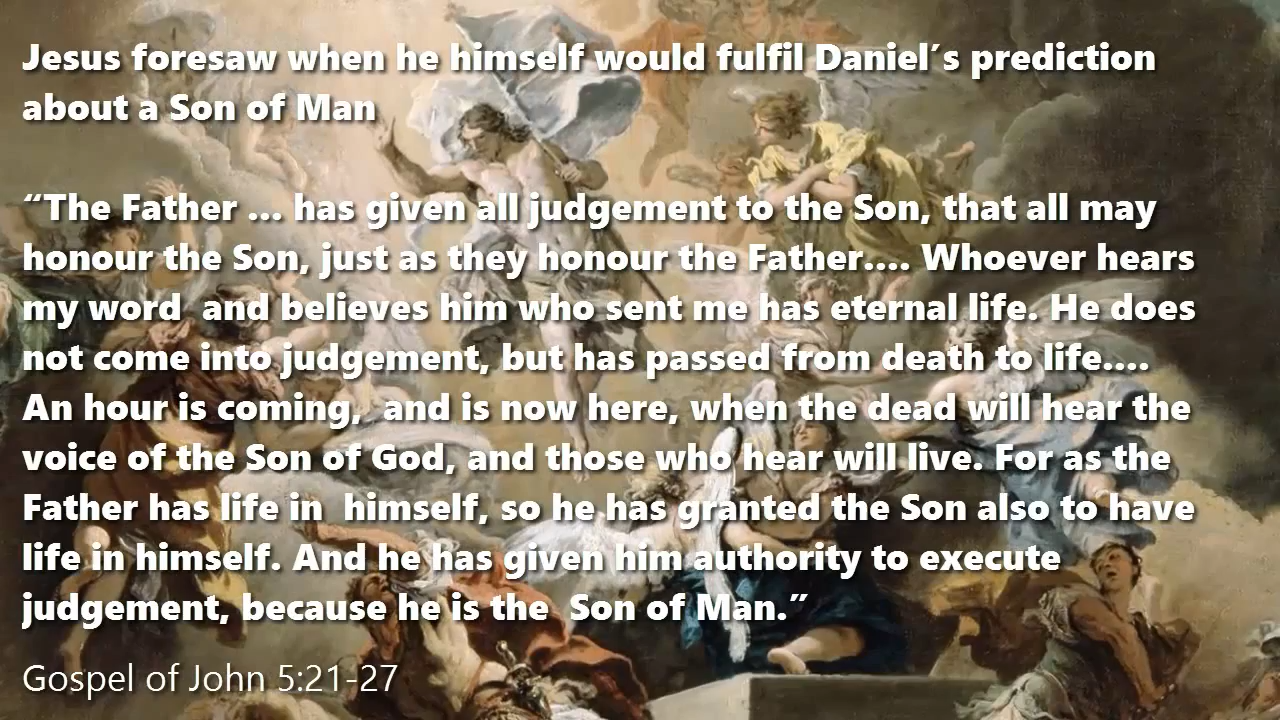 Jesus foresaw when he himself would fulfil Daniel´s prediction
about a Son of Man
“The Father … has given all judgement to the Son, that all may
honour the Son, just as they honour the Father…. Whoever hears
my word  and believes him who sent me has eternal life. He does
not come into judgement, but has passed from death to life….
An hour is coming,  and is now here, when the dead will hear the
voice of the Son of God, and those who hear will live. For as the
Father has life in  himself, so he has granted the Son also to have
life in himself. And he has given him authority to execute
judgement, because he is the  Son of Man.”
Gospel of John 5:21-27